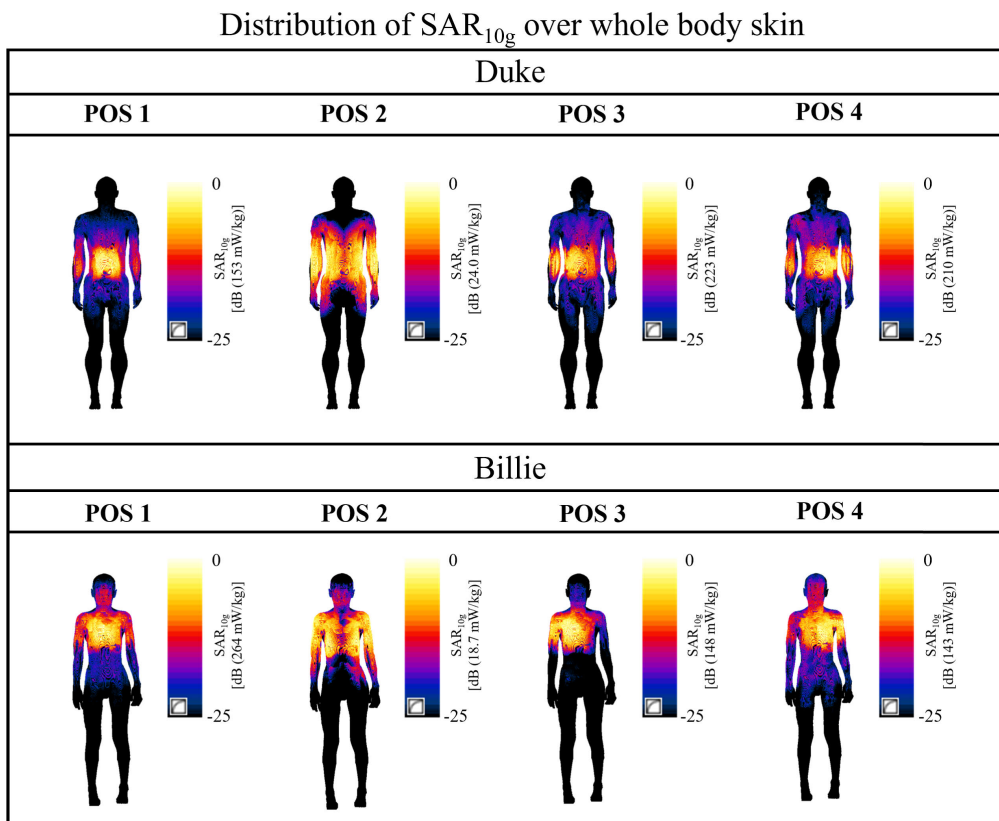 Distribution of SAR10g over whole body skin
Duke
POS 1 POS 2 POS 3 POS 4
0
SAR10g
[dB (153 mW/kg)]
-25
0
SAR10g
[dB (24.0 mW/kg)]
-25
0
SAR10g
[dB (223 mW/kg)]
-25
0
SAR10g
[dB (210 mW/kg)]
-25
Billie
POS 1 POS 2 POS 3 POS 4
0
SAR10g
[dB (264 mW/kg)]
-25
0
SAR10g
[dB (18.7 mW/kg)]
-25
0
SAR10g
[dB (148 mW/kg)]
-25
0
SAR10g
[dB (143 mW/kg)]
-25